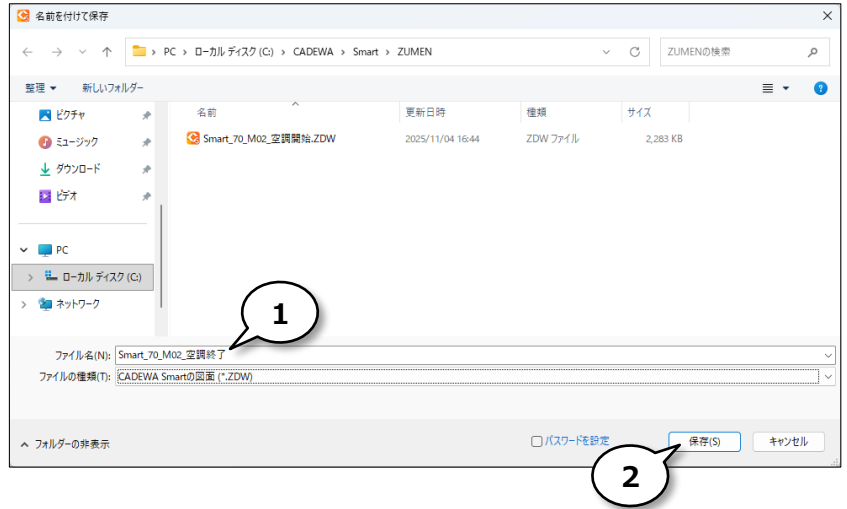 名前を付けて保存
PC › ローカル ディスク (C:) › CADEWA › Smart › ZUMEN
ZUMENの検索
整理 新しいフォルダー
名前 更新日時 種類 サイズ
ピクチャ
Smart_70_M02_空調開始.ZDW 2025/11/04 16:44 ZDW ファイル 2,283 KB
ミュージック
ダウンロード
ビデオ
PC
ローカル ディスク (C:)
ネットワーク
1
ファイル名(N): Smart_70_M02_空調終了
ファイルの種類(T): CADEWA Smartの図面 (*.ZDW)
フォルダーの非表示
パスワードを設定
保存(S)
キャンセル
2